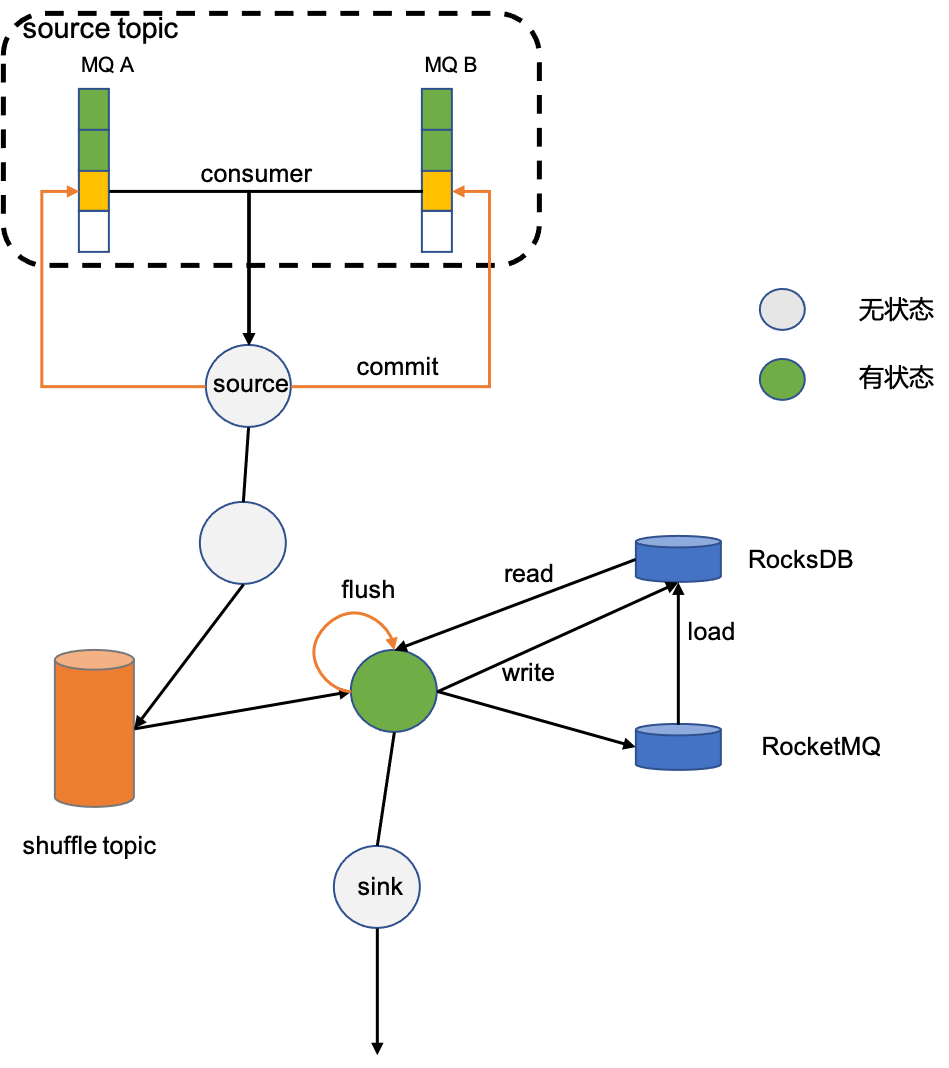 source topic
MQ A
MQ B
consumer
无状态
commit
source
有状态
RocksDB
read
flush
load
write
RocketMQ
shuffle topic
sink